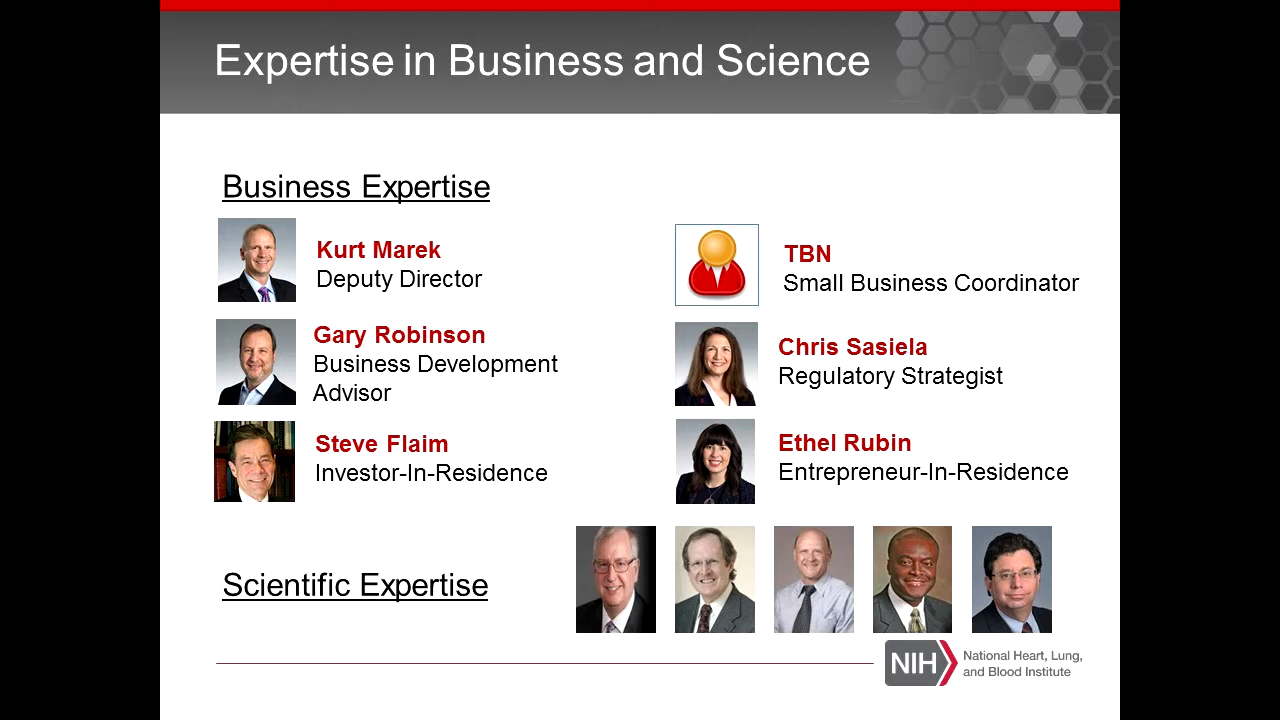 Expertise in Business and Science
Business Expertise
Kurt Marek
Deputy Director
TBN
Small Business Coordinator
Gary Robinson
Business Development
Advisor
Chris Sasiela
Regulatory Strategist
Steve Flaim
Investor-In-Residence
Ethel Rubin
Entrepreneur-In-Residence
Scientific Expertise
NIH
National Heart, Lung,
and Blood Institute